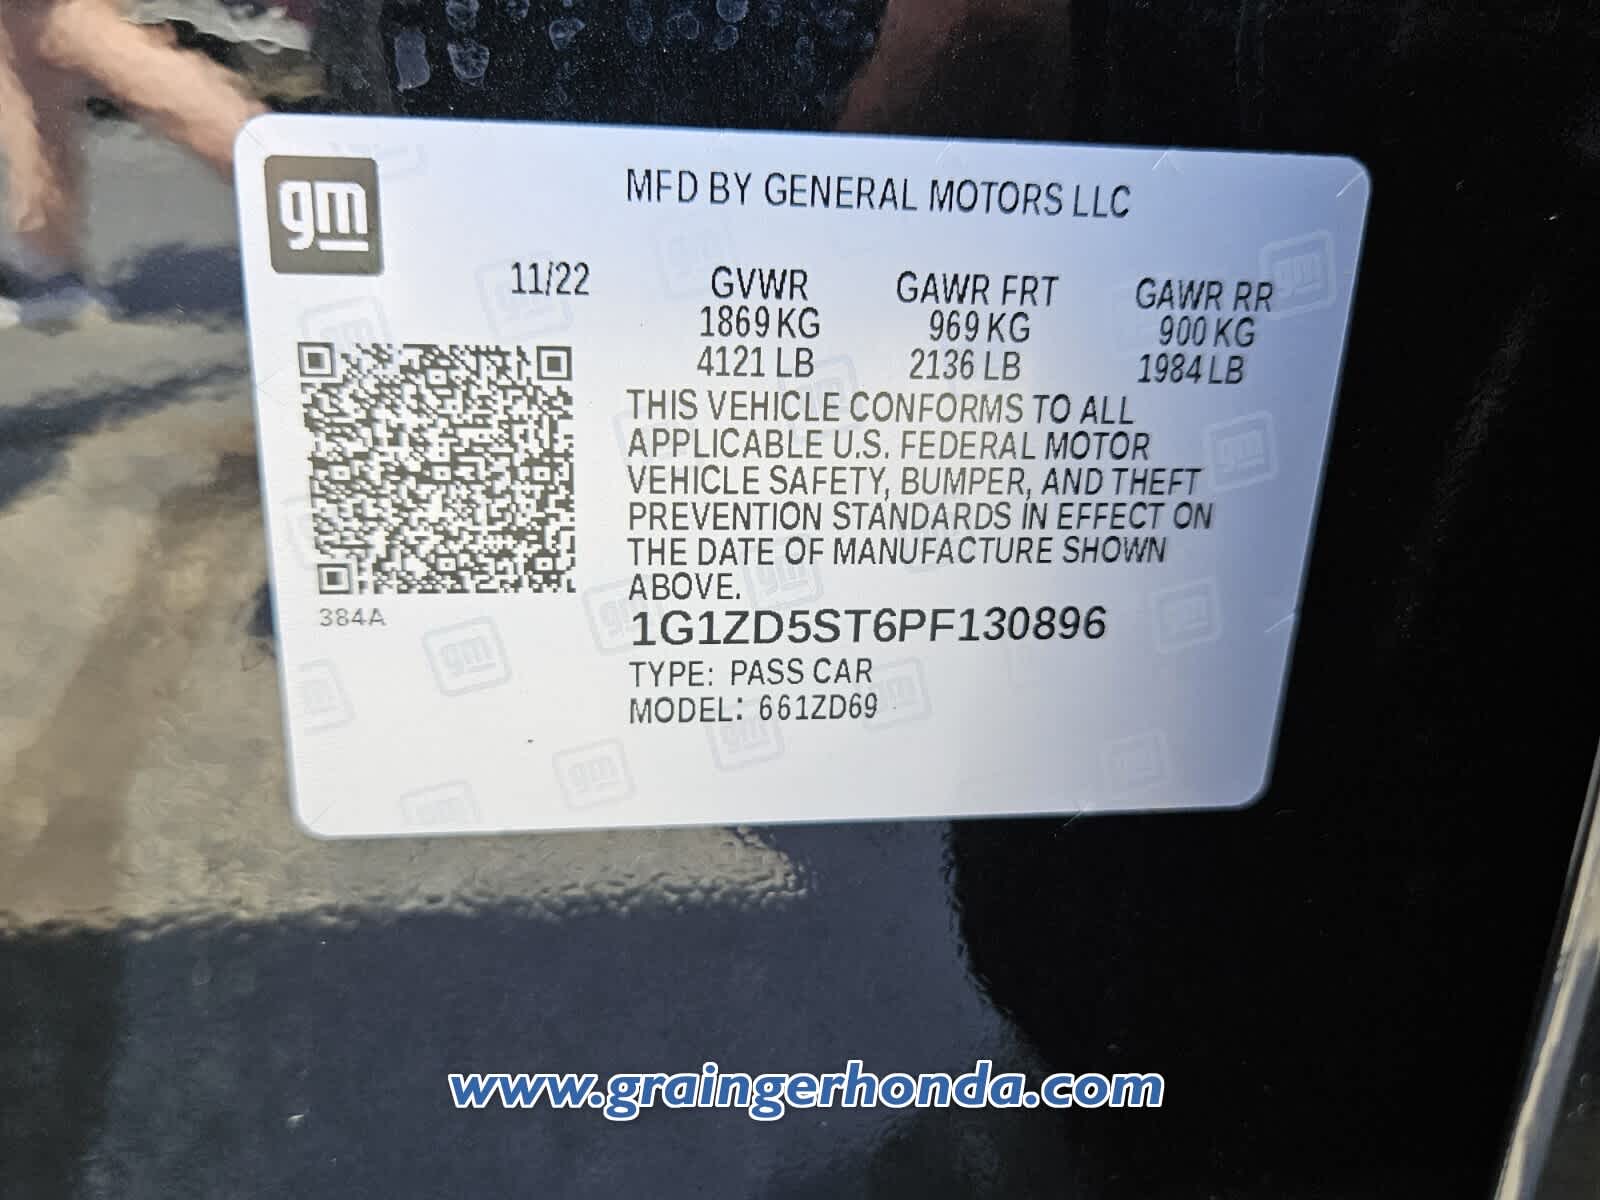 gm
MFD BY GENERAL MOTORS LLC
11/22 GVWR GAWR FRT GAWR RR
1869 KG 969 KG 900 KG
4121 LB 2136 LB 1984 LB
THIS VEHICLE CONFORMS TO ALL
APPLICABLE U.S. FEDERAL MOTOR
VEHICLE SAFETY, BUMPER, AND THEFT
PREVENTION STANDARDS IN EFFECT ON
THE DATE OF MANUFACTURE SHOWN
ABOVE.
384A
1G1ZD5ST6PF130896
TYPE: PASS CAR
MODEL: 661ZD69
www.graingerhonda.com